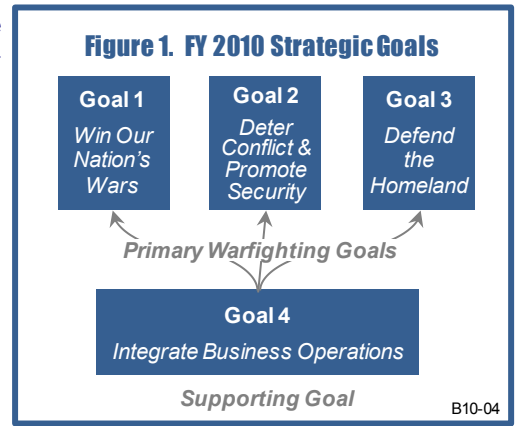 Figure 1. FY 2010 Strategic Goals
Goal 1
Win Our
Nation's
Wars
Goal 2
Deter
Conflict &
Promote
Security
Goal 3
Defend
the
Homeland
Primary Warfighting Goals
Goal 4
Integrate Business Operations
Supporting Goal
B10-04